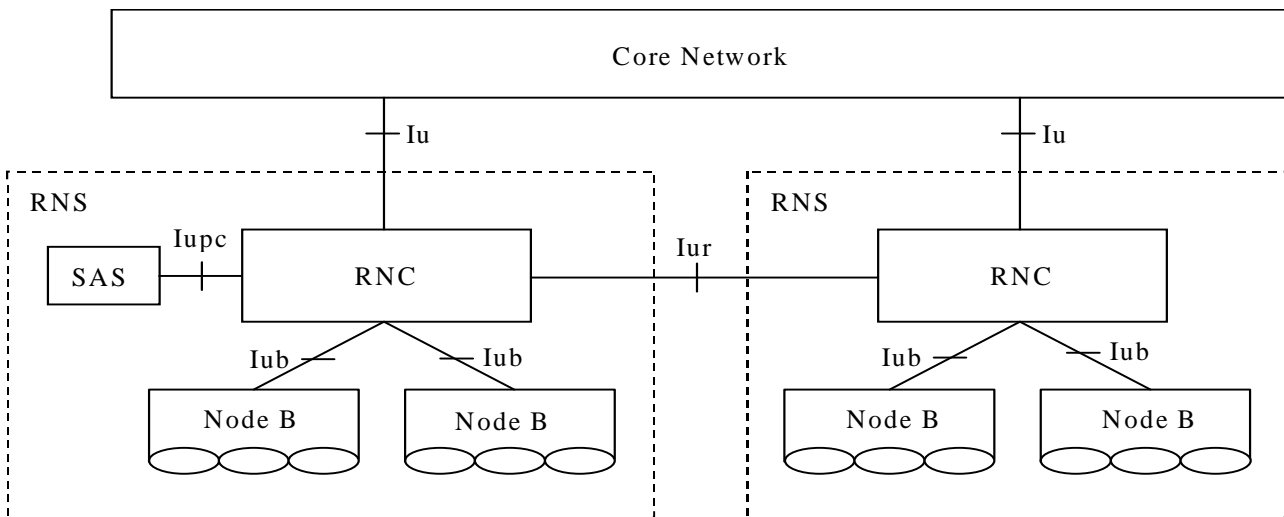 Core Network
Iu
Iu
RNS
RNS
Iupc
Iur
SAS
RNC
RNC
Iub
Iub
Iub
Iub
Node B
Node B
Node B
Node B